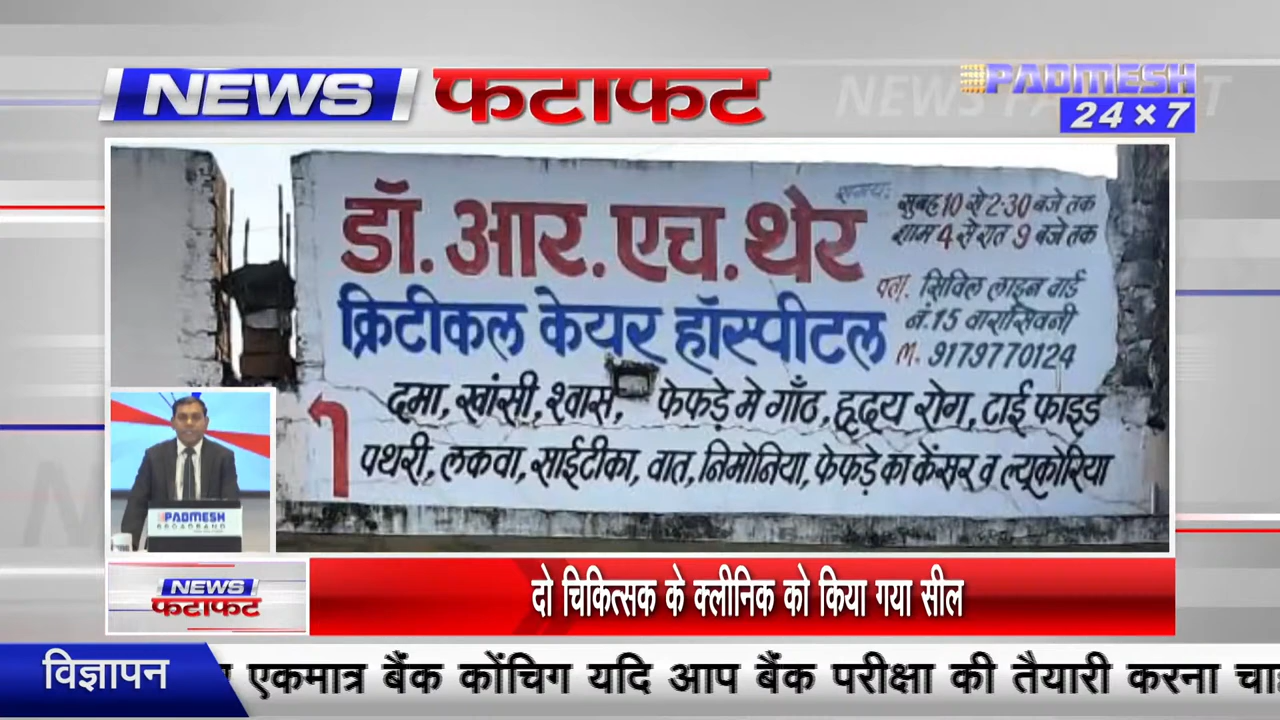 NEWS फटाफट
PADMESH
24×7
डॉ. आर. एच. थेर
समय: सुबह 10 से 2-30 बजे तक
शाम 4 से रात 9 बजे तक
क्रिटीकल केयर हॉस्पीटल
पता. सिविल लाइन वार्ड
नं. 15 वारासिवनी
M. 9179770124
दमा, खांसी, श्वास, फेफड़े मे गाँठ, हृदय रोग, टाई फाइड
पथरी, लकवा, साईटीका, वात, निमोनिया, फेफड़े का केंसर व ल्यूकोरिया
PADMESH
BROADBAND
NEWS
फटाफट
दो चिकित्सक के क्लीनिक को किया गया सील
विज्ञापन
एकमात्र बैंक कोंचिग यदि आप बैंक परीक्षा की तैयारी करना